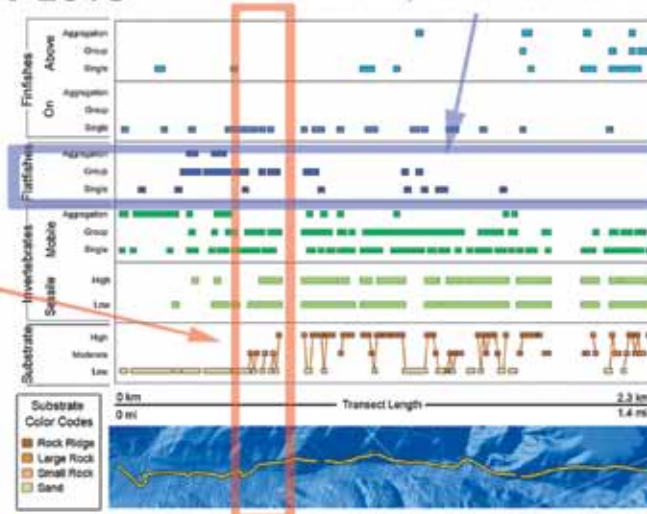 Finfishes
Above
Aggregation
Group
Single
On
Aggregation
Group
Single
Flatfishes
Aggregation
Group
Single
Invertebrates
Mobile
Aggregation
Group
Single
Sessile
High
Low
Substrate
High
Moderate
Low
0 km
2.3 km
Transect Length
0 mi
1.4 mi
Substrate
Color Codes
Rock Ridge
Large Rock
Small Rock
Sand